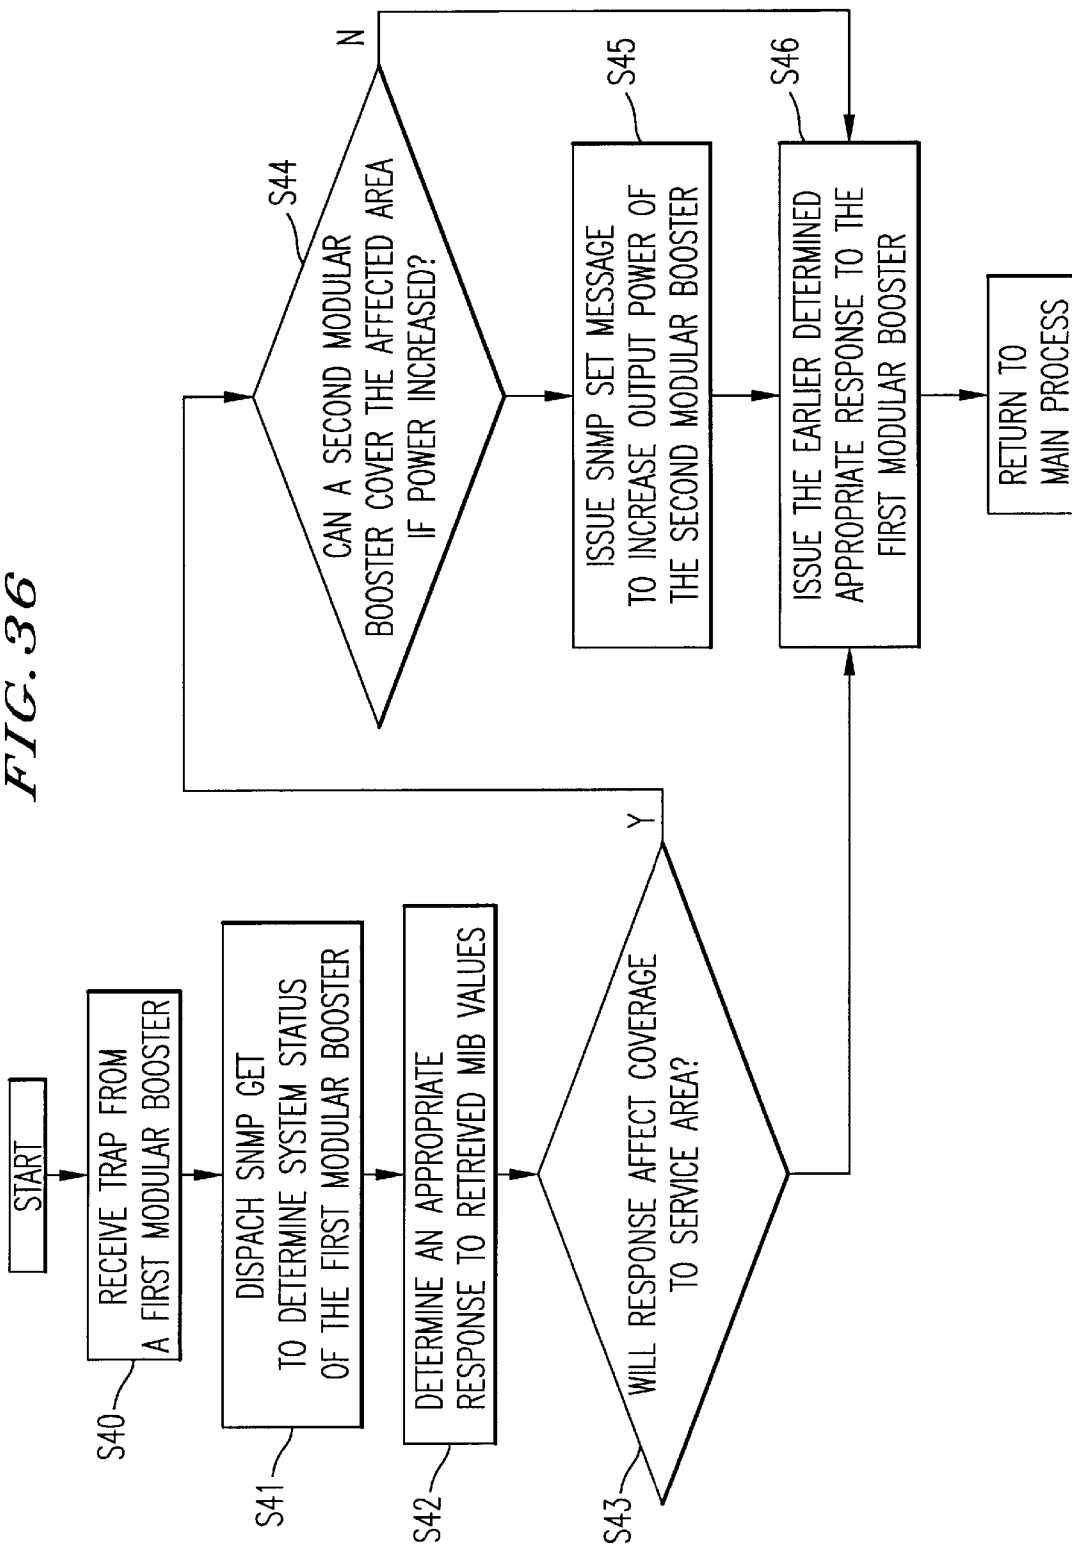 FIG. 36
START
RECEIVE TRAP FROM
A FIRST MODULAR BOOSTER
S40
DISPACH SNMP GET
TO DETERMINE SYSTEM STATUS
OF THE FIRST MODULAR BOOSTER
S41
DETERMINE AN APPROPRIATE
RESPONSE TO RETREIVED MIB VALUES
S42
WILL RESPONSE AFFECT COVERAGE
TO SERVICE AREA?
S43
Y
CAN A SECOND MODULAR
BOOSTER COVER THE AFFECTED AREA
IF POWER INCREASED?
S44
N
ISSUE SNMP SET MESSAGE
TO INCREASE OUTPUT POWER OF
THE SECOND MODULAR BOOSTER
S45
ISSUE THE EARLIER DETERMINED
APPROPRIATE RESPONSE TO THE
FIRST MODULAR BOOSTER
S46
RETURN TO
MAIN PROCESS